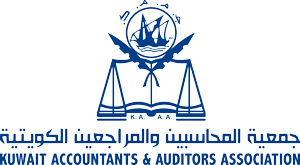 K.A. A.A.
جمعية المحاسبين والمراجعين الكويتية
KUWAIT ACCOUNTANTS & AUDITORS ASSOCIATION